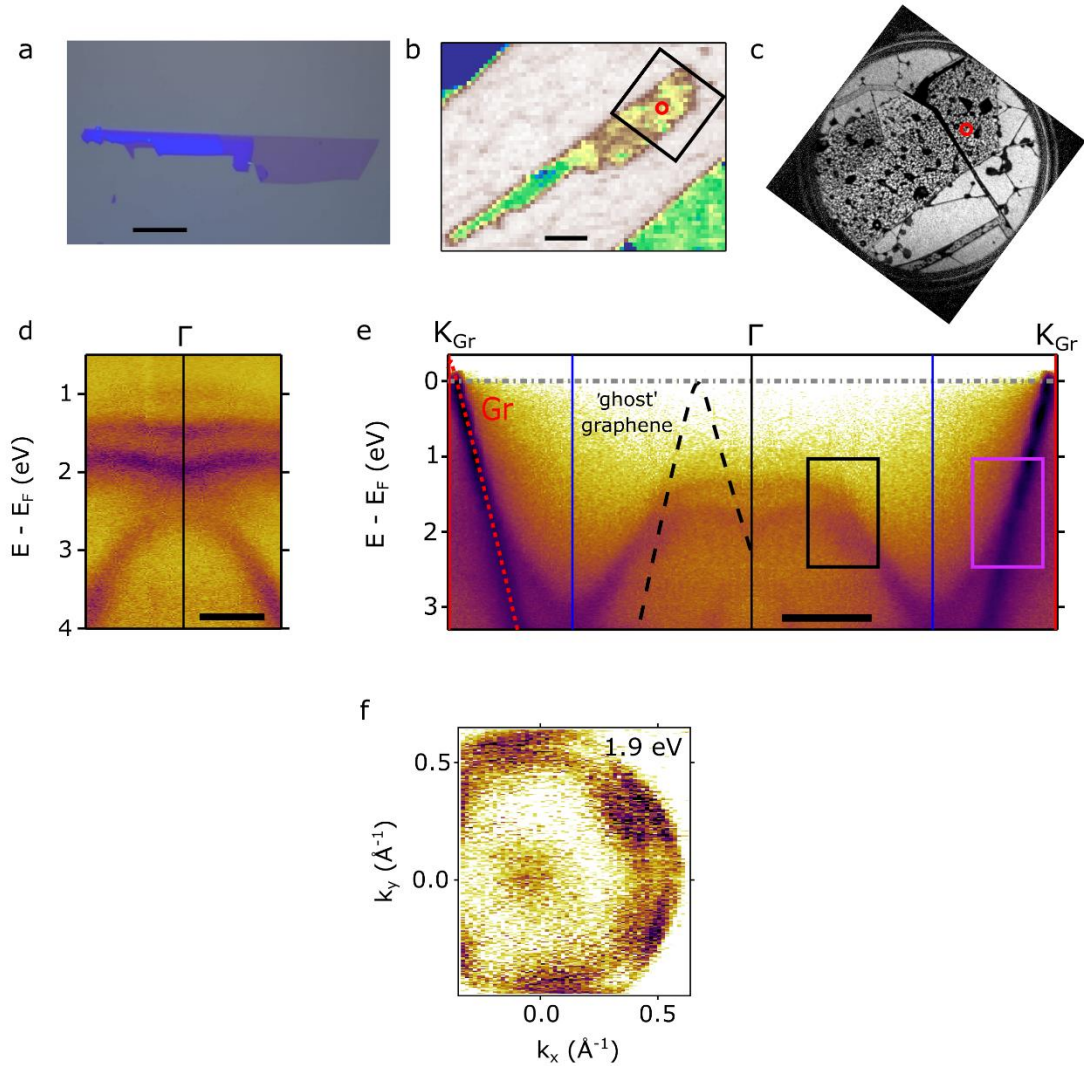 a
b
c
d
Γ
1
2
3
4
E - E_F (eV)
e
K_Gr
Γ
K_Gr
0
1
2
3
E - E_F (eV)
Gr
'ghost'
graphene
f
1.9 eV
0.5
0.0
k_y (Å⁻¹)
0.0
0.5
k_x (Å⁻¹)